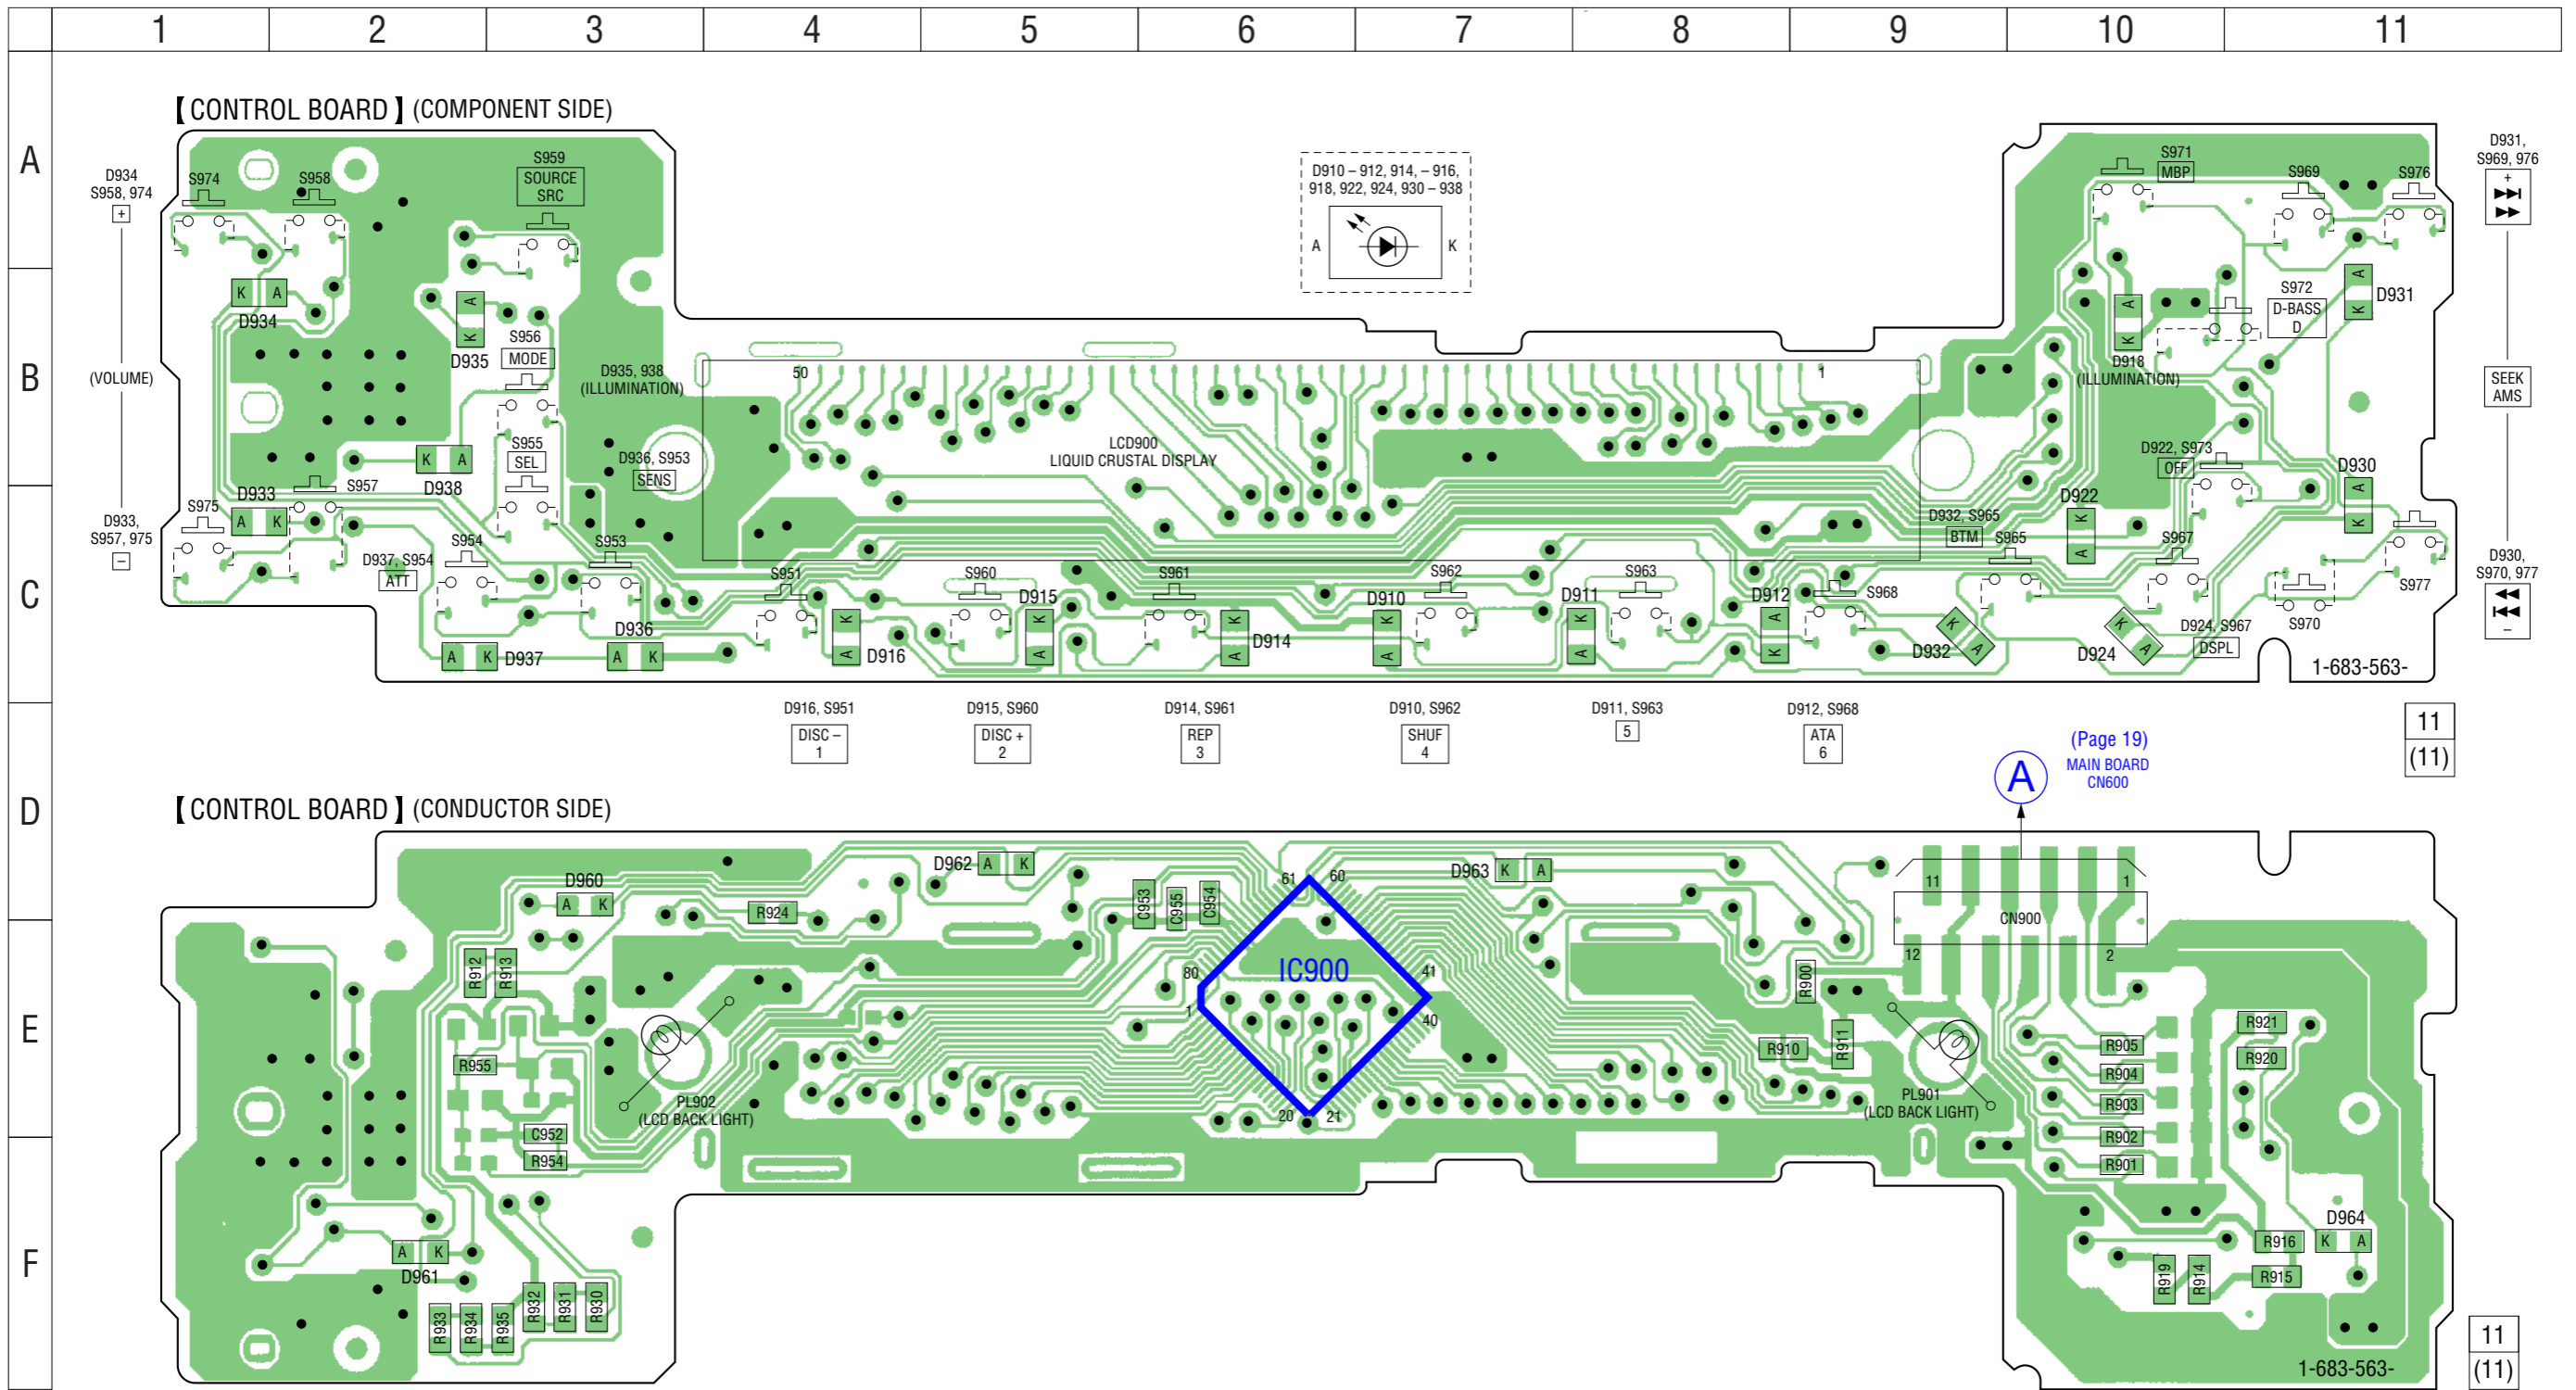 1 2 3 4 5 6 7 8 9 10 11
A
B
C
D
E
F
【CONTROL BOARD】(COMPONENT SIDE)
D934
S958, 974
+
(VOLUME)
D933,
S957, 975
−
S974
S958
S959
SOURCE
SRC
K A
D934
A
K
D935
S956
MODE
D935, 938
(ILLUMINATION)
S955
SEL
D936, S953
SENS
K A
D938
S975
D933
A K
S957
S954
D937, S954
ATT
S953
A K
D937
D936
A K
D910 – 912, 914, – 916,
918, 922, 924, 930 – 938
A K
50
1
LCD900
LIQUID CRUSTAL DISPLAY
S951
K
A
D916
S960
D915
K
A
S961
K
A
D914
D910
K
A
S962
D911
K
A
S963
D912
A
K
S968
D932, S965
BTM
S965
K
A
D932
D922
K
A
S967
K
A
D924
D924, S967
DSPL
S971
MBP
S969
S976
A
K
D931
S972
D-BASS
D
A
K
D918
(ILLUMINATION)
D922, S973
OFF
D930
A
K
S977
S970
1-683-563-
D931,
S969, 976
+
SEEK
AMS
D930,
S970, 977
−
D916, S951
DISC –
1
D915, S960
DISC +
2
D914, S961
REP
3
D910, S962
SHUF
4
D911, S963
5
D912, S968
ATA
6
(Page 19)
A
MAIN BOARD
CN600
11
(11)
【CONTROL BOARD】(CONDUCTOR SIDE)
D960
A K
D962
A K
R924
C953
C955
C954
61
60
D963
K A
11
1
CN900
12
2
R912
R913
80
1
IC900
41
40
R900
R955
PL902
(LCD BACK LIGHT)
20
21
R910
R911
PL901
(LCD BACK LIGHT)
R905
R904
R903
R902
R901
R921
R920
C952
R954
A K
D961
R933
R934
R935
R932
R931
R930
D964
K A
R916
R915
R919
R914
1-683-563-
11
(11)